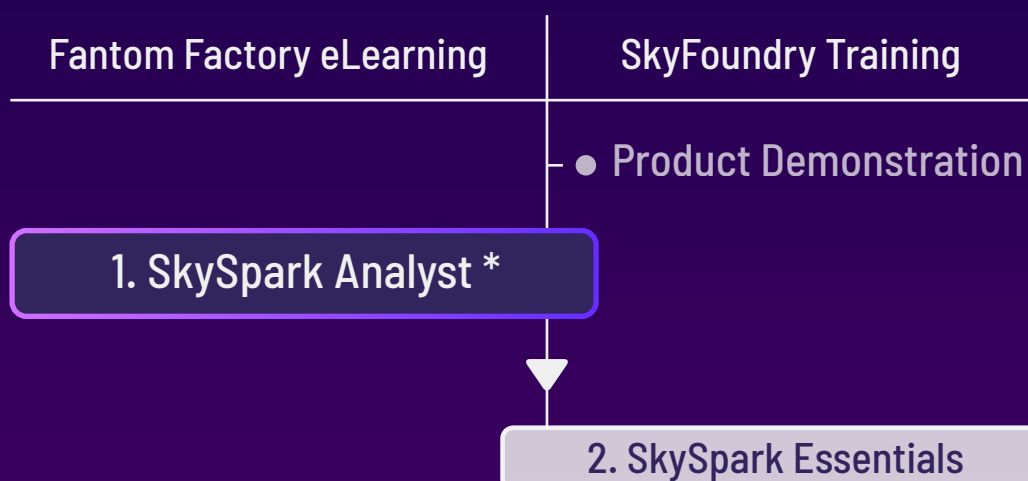 Fantom Factory eLearning
SkyFoundry Training
Product Demonstration
1. SkySpark Analyst *
2. SkySpark Essentials